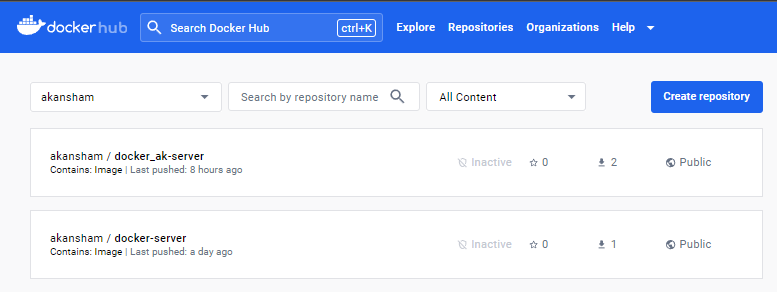 dockerhub Search Docker Hub ctrl+K Explore Repositories Organizations Help
akansham Search by repository name All Content Create repository
akansham / docker_ak-server
Contains: Image | Last pushed: 8 hours ago
Inactive 0 2 Public
akansham / docker-server
Contains: Image | Last pushed: a day ago
Inactive 0 1 Public